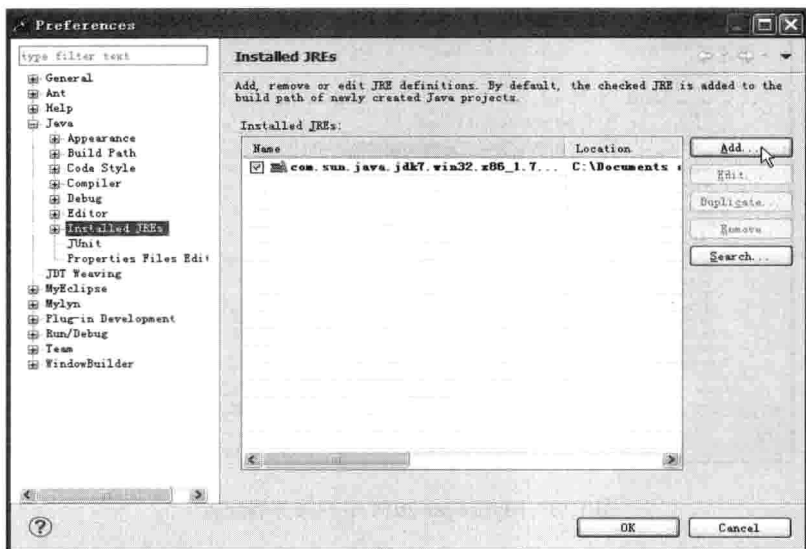 Preferences
type filter text
General
Ant
Help
Java
Appearance
Build Path
Code Style
Compiler
Debug
Editor
Installed JREs
JUnit
Properties Files Edi
JDT Weaving
MyEclipse
Mylyn
Plug-in Development
Run/Debug
Team
WindowBuilder
Installed JREs
Add, remove or edit JRE definitions. By default, the checked JRE is added to the
build path of newly created Java projects.
Installed JREs:
Name Location
com.sun.java.jdk7.win32.x86_1.7... C:\Documents
Add...
Edit...
Duplicate...
Remove
Search...
?
OK Cancel